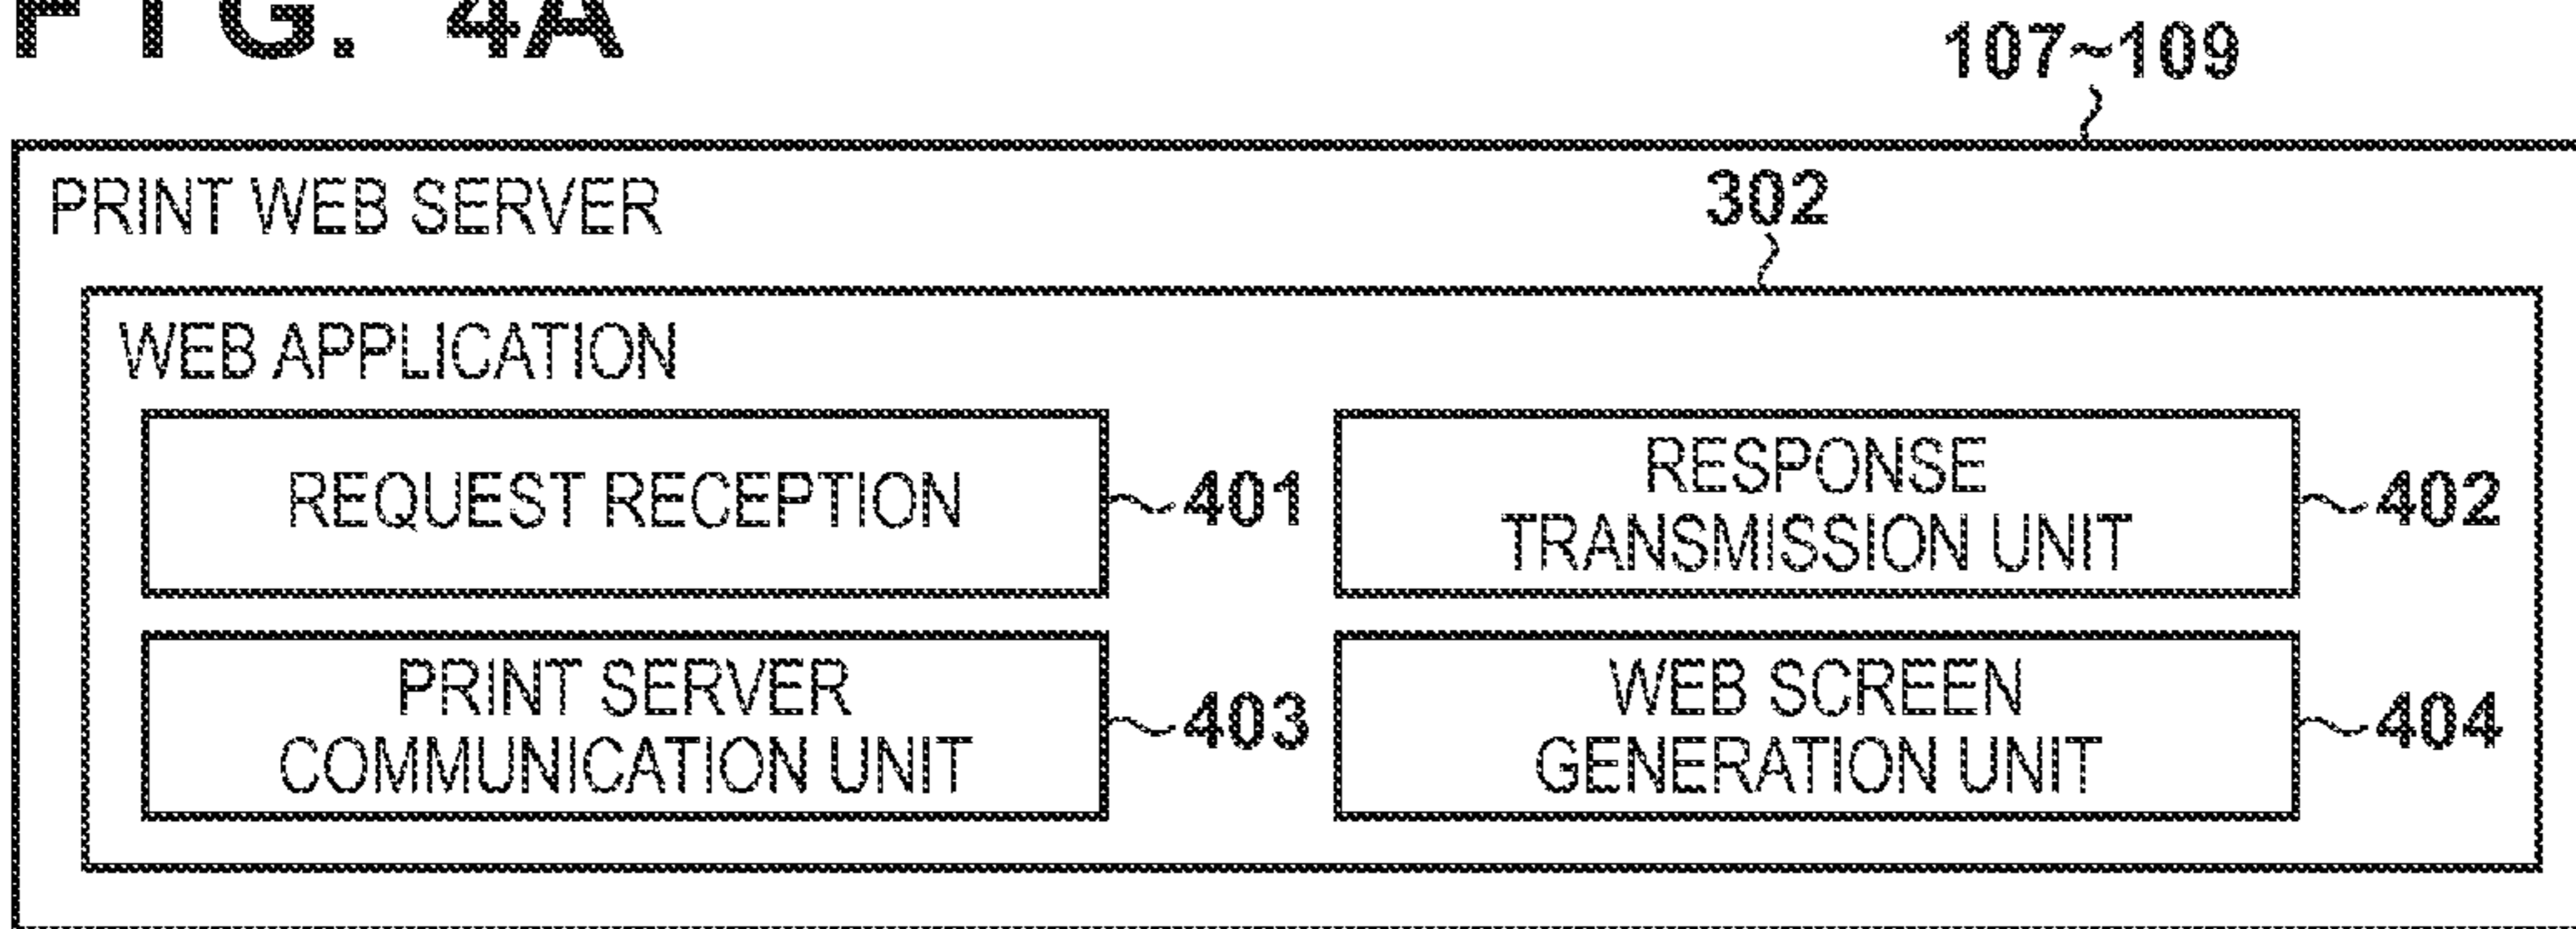 FIG. 4A
107~109
PRINT WEB SERVER
302
WEB APPLICATION
REQUEST RECEPTION
401
RESPONSE
TRANSMISSION UNIT
402
PRINT SERVER
COMMUNICATION UNIT
403
WEB SCREEN
GENERATION UNIT
404